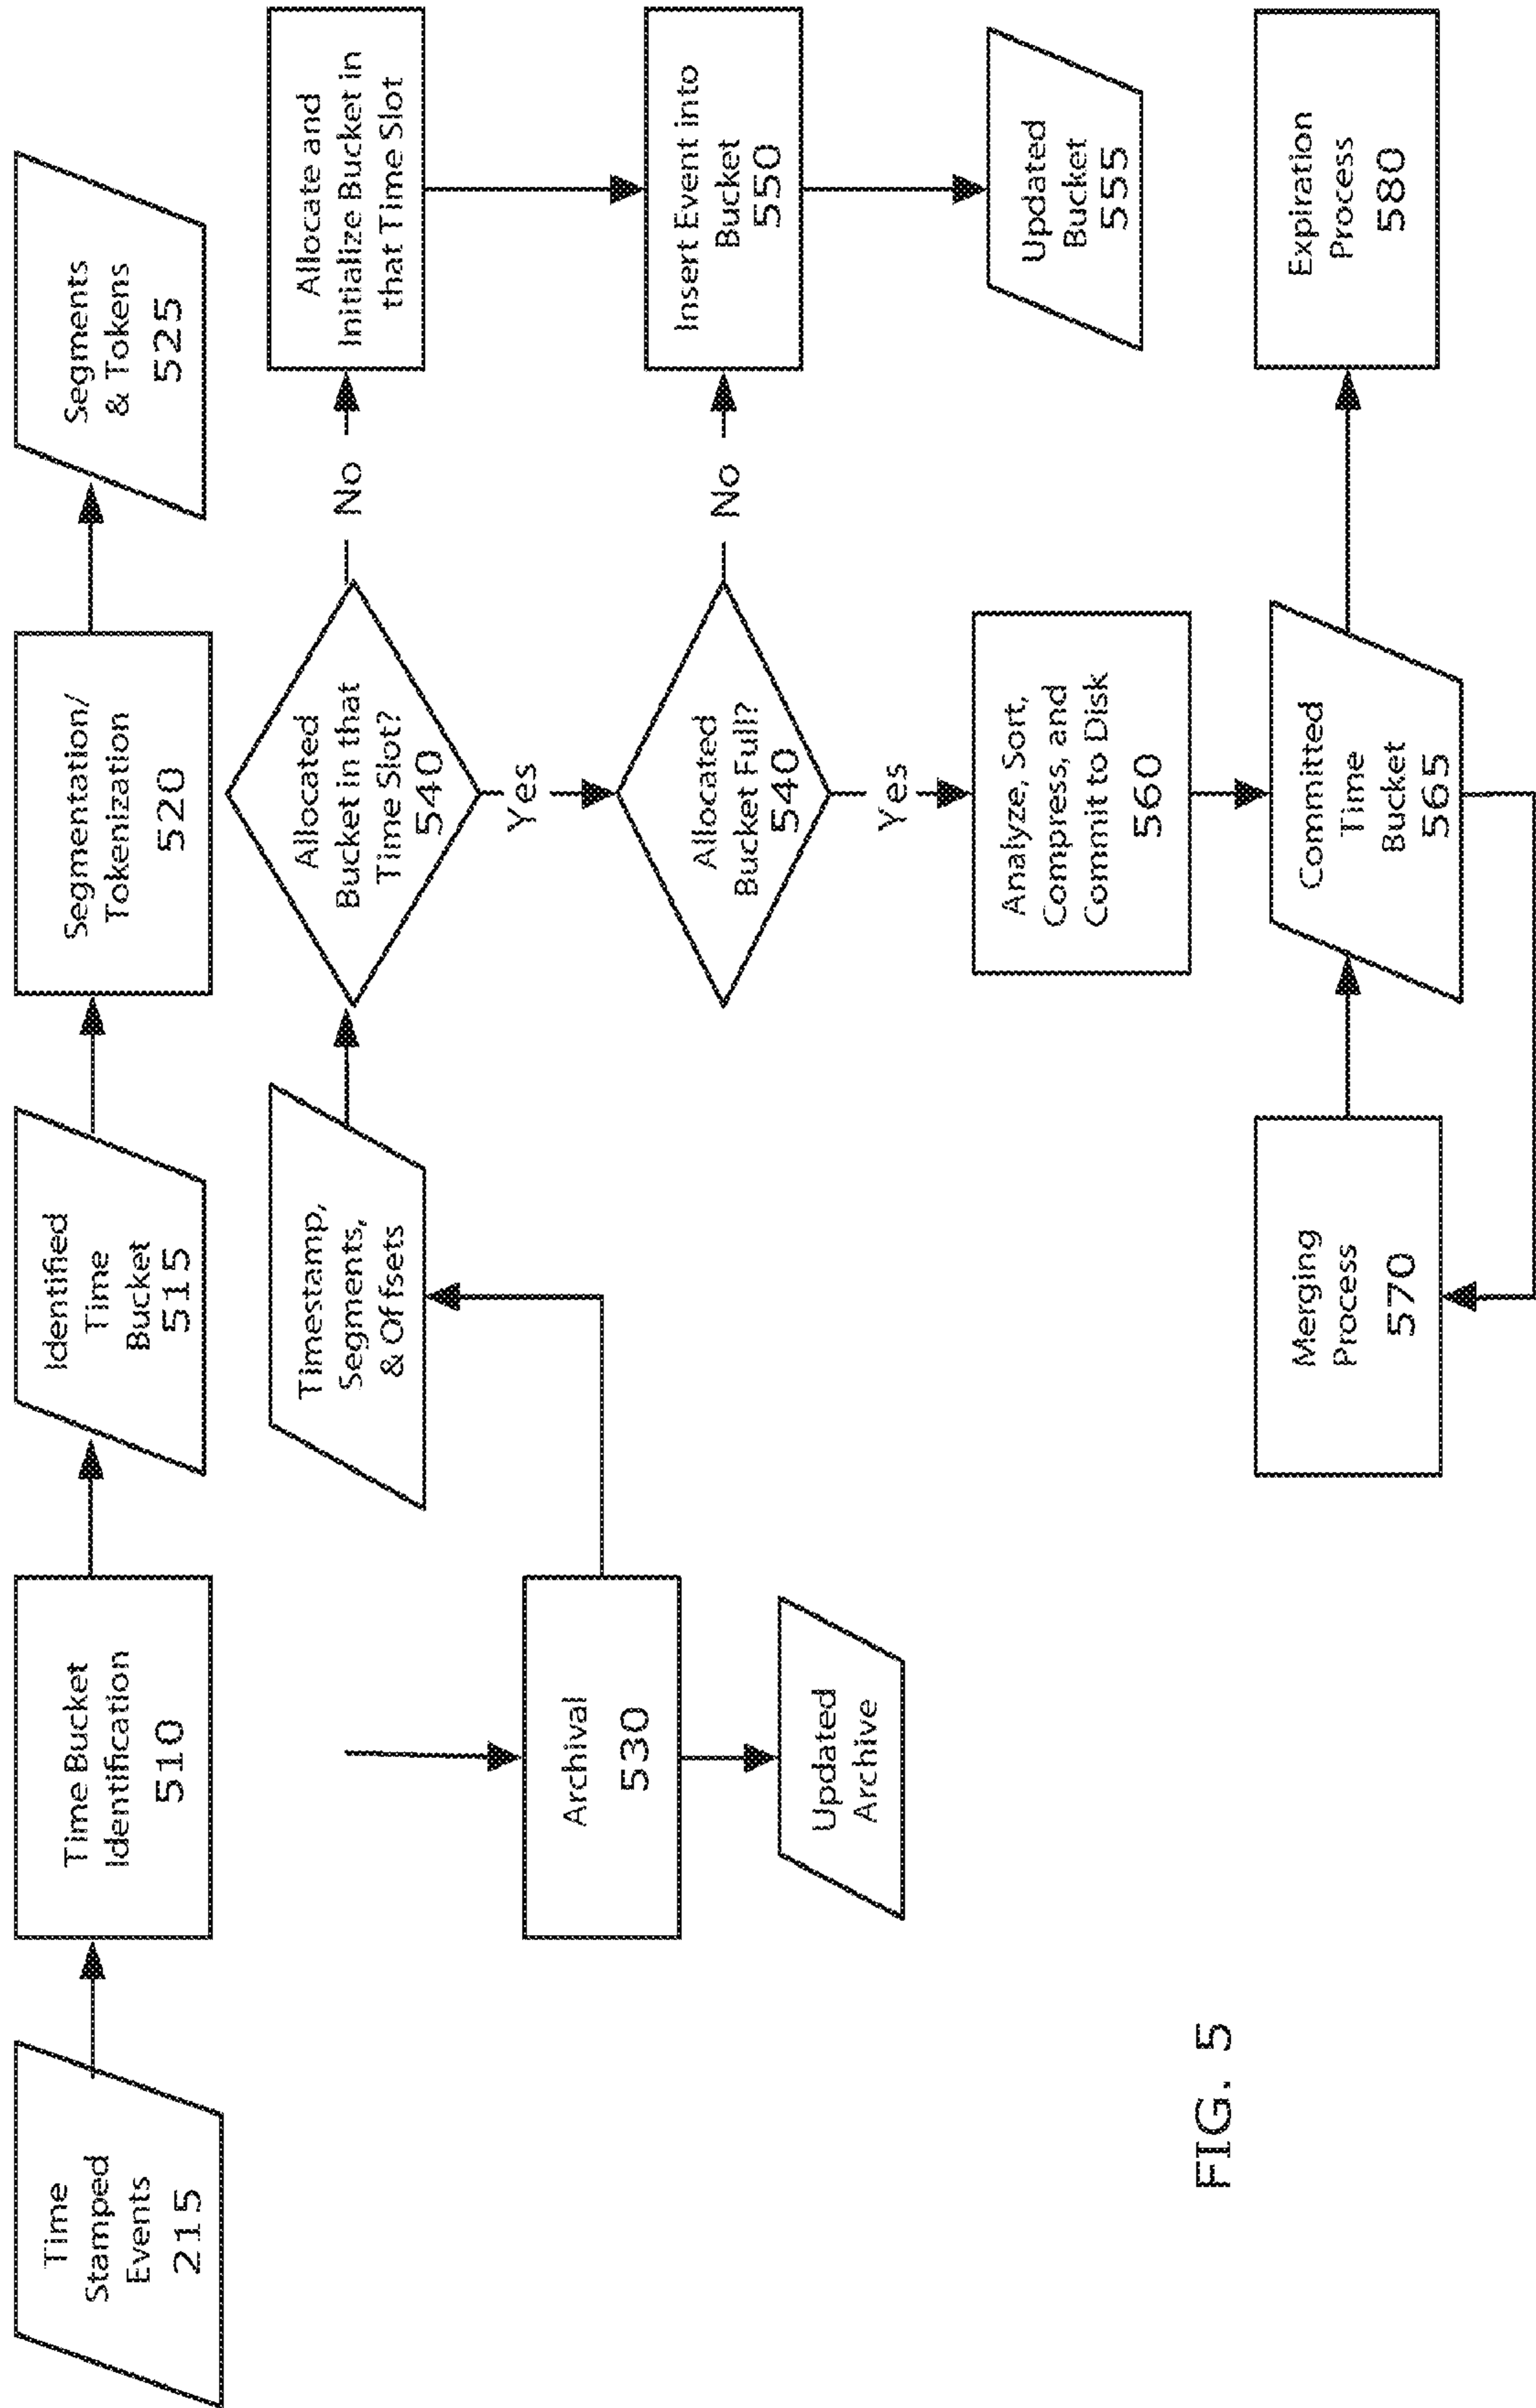 Time
Stamped
Events
215
Time Bucket
Identification
510
Identified
Time
Bucket
515
Segmentation/
Tokenization
520
Segments
& Tokens
525
Timestamp,
Segments,
& Offsets
Allocated
Bucket in that
Time Slot?
540
No
Allocate and
Initialize Bucket in
that Time Slot
Yes
Archival
530
Allocated
Bucket Full?
540
No
Insert Event into
Bucket
550
Updated
Archive
Yes
Analyze, Sort,
Compress, and
Commit to Disk
560
Updated
Bucket
555
Merging
Process
570
Committed
Time
Bucket
565
Expiration
Process
580
FIG. 5